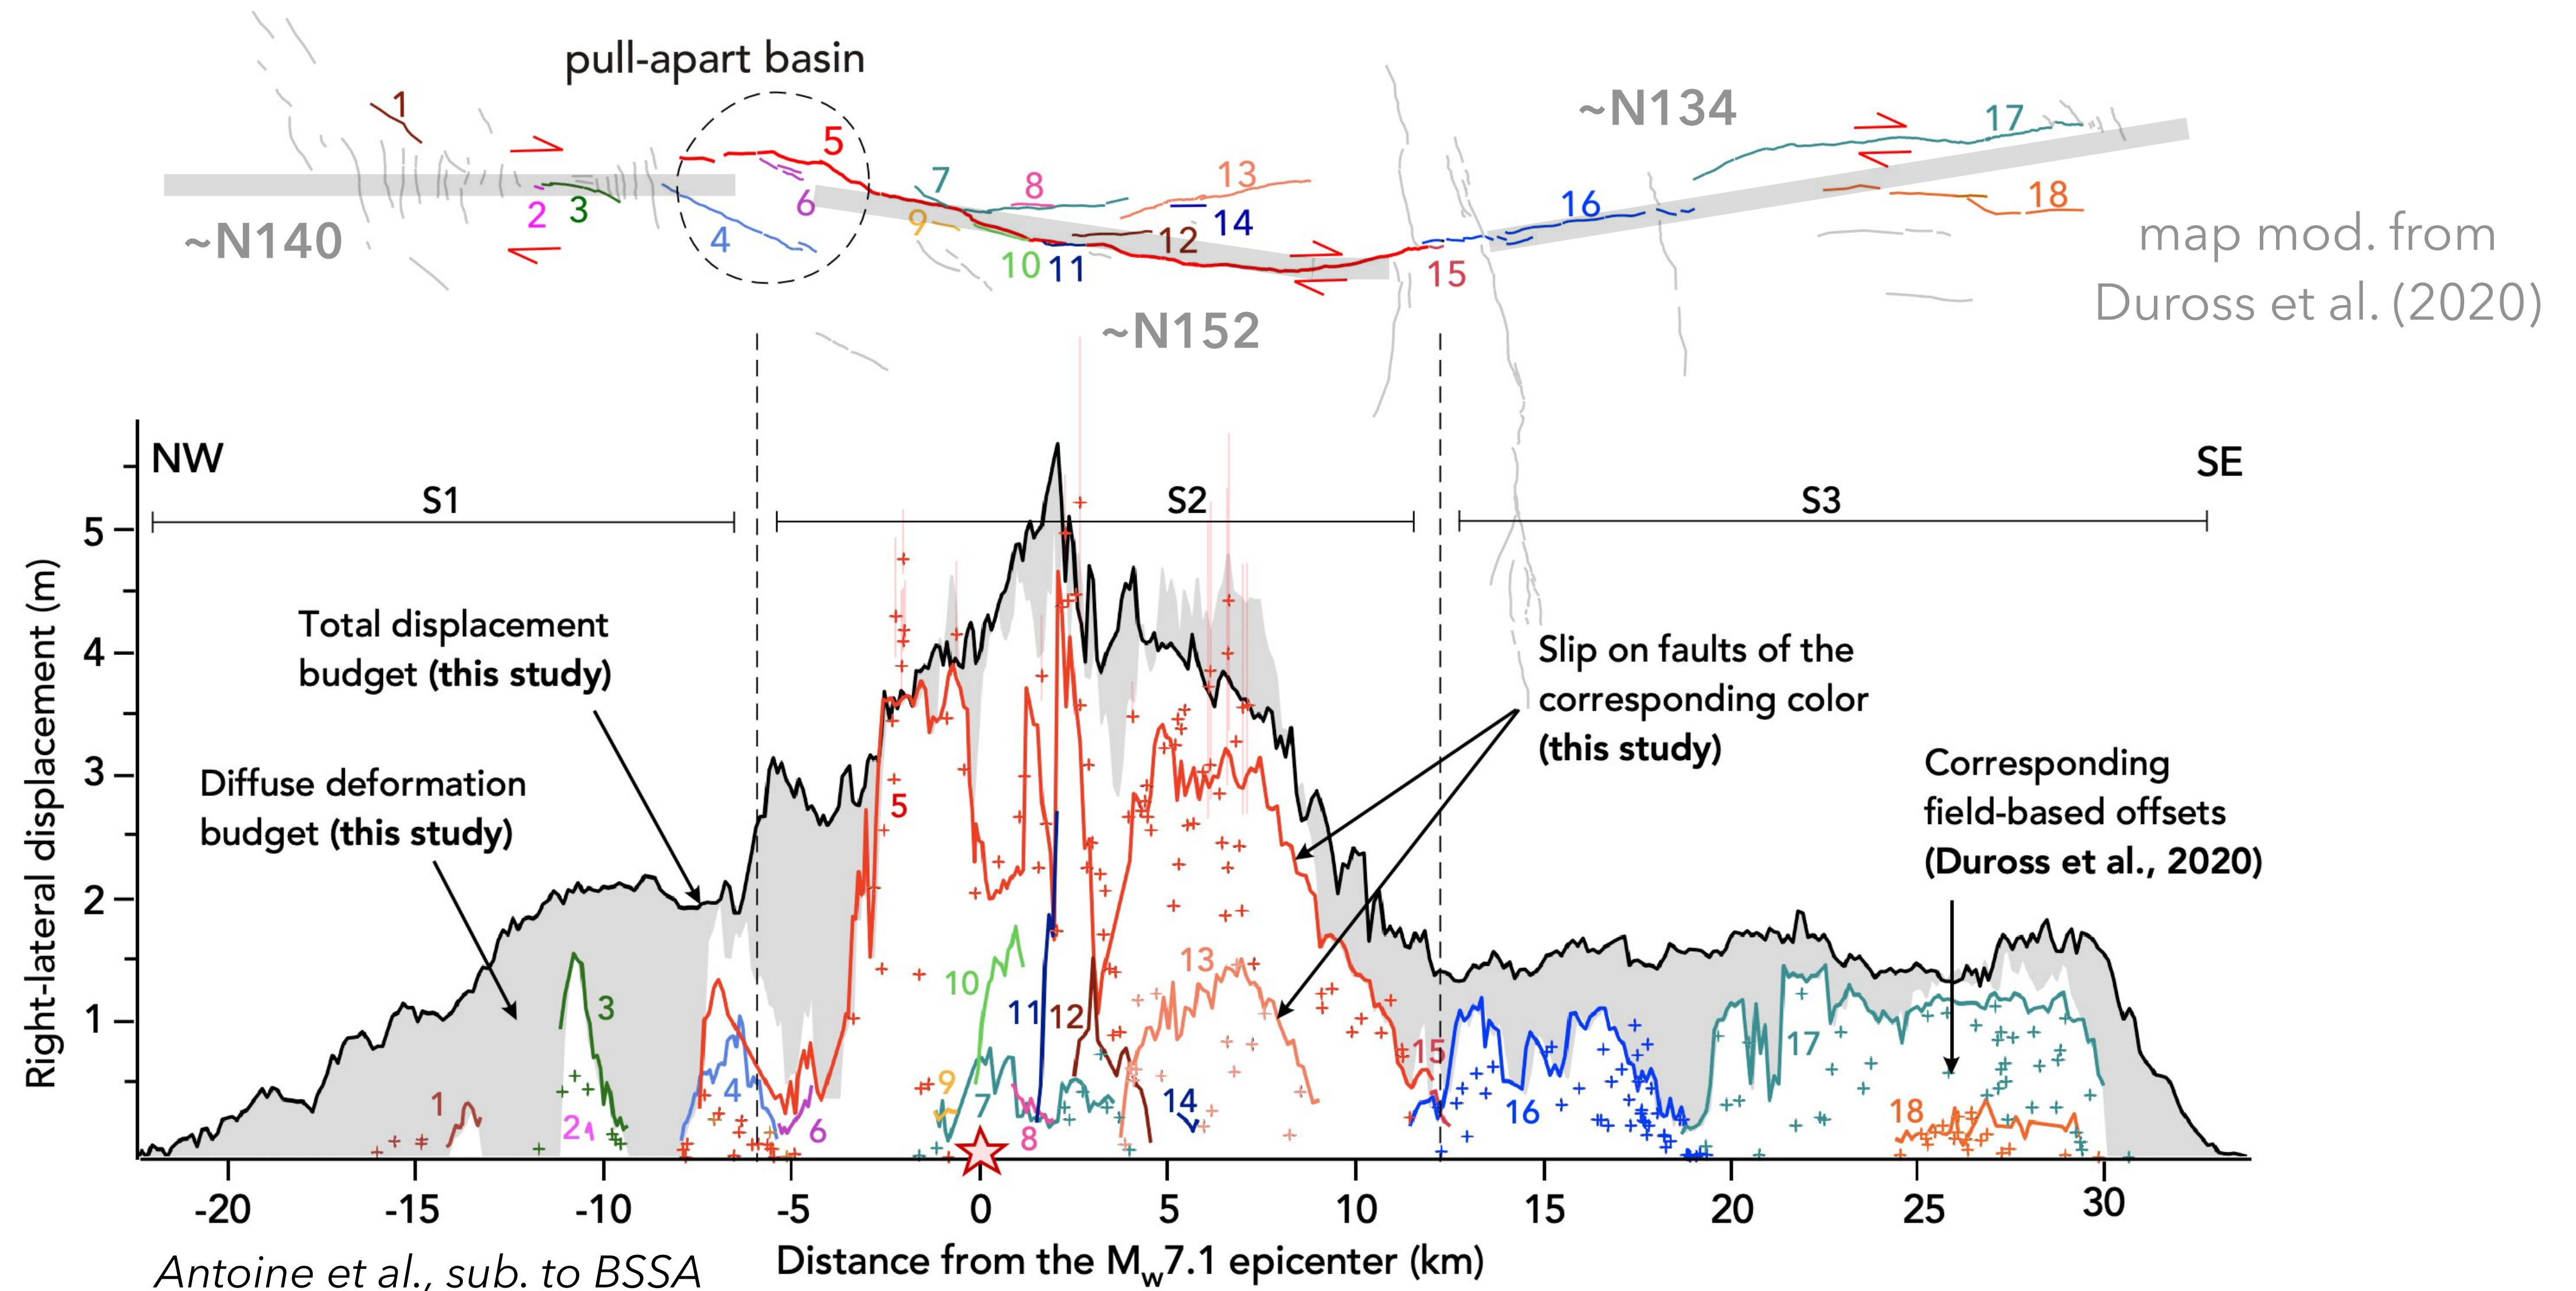 pull-apart basin
1
2
3
4
5
6
7
8
9
10
11
12
13
14
15
16
17
18
~N140
~N152
~N134
map mod. from
Duross et al. (2020)
NW
SE
S1
S2
S3
Right-lateral displacement (m)
5
4
3
2
1
Total displacement
budget (this study)
Diffuse deformation
budget (this study)
Slip on faults of the
corresponding color
(this study)
Corresponding
field-based offsets
(Duross et al., 2020)
1
2
3
4
5
6
7
8
9
10
11
12
13
14
15
16
17
18
-20
-15
-10
-5
0
5
10
15
20
25
30
Distance from the Mw7.1 epicenter (km)
Antoine et al., sub. to BSSA